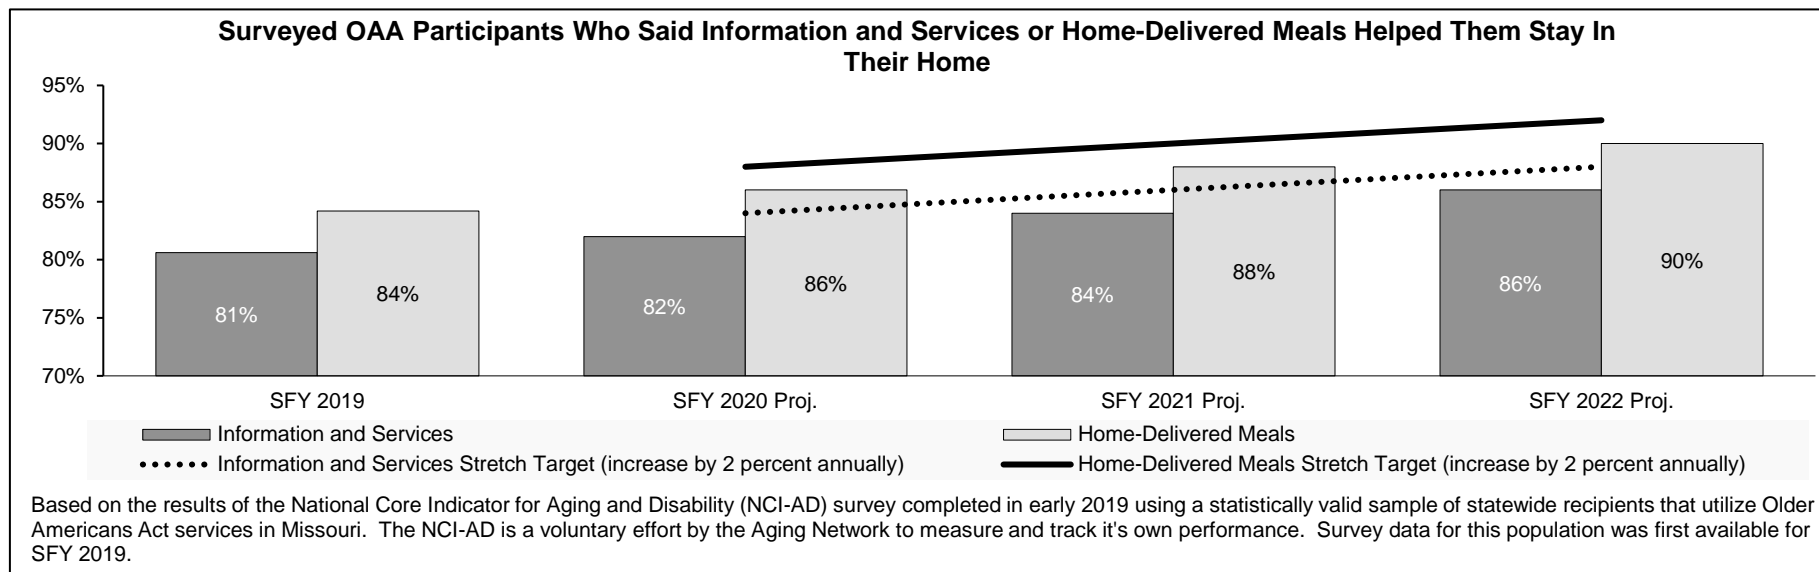 Surveyed OAA Participants Who Said Information and Services or Home-Delivered Meals Helped Them Stay In
Their Home
95%
90%
85%
80%
75%
70%
81%
84%
82%
86%
84%
88%
86%
90%
SFY 2019
SFY 2020 Proj.
SFY 2021 Proj.
SFY 2022 Proj.
Information and Services
Home-Delivered Meals
Information and Services Stretch Target (increase by 2 percent annually)
Home-Delivered Meals Stretch Target (increase by 2 percent annually)
Based on the results of the National Core Indicator for Aging and Disability (NCI-AD) survey completed in early 2019 using a statistically valid sample of statewide recipients that utilize Older
Americans Act services in Missouri.  The NCI-AD is a voluntary effort by the Aging Network to measure and track it's own performance.  Survey data for this population was first available for
SFY 2019.